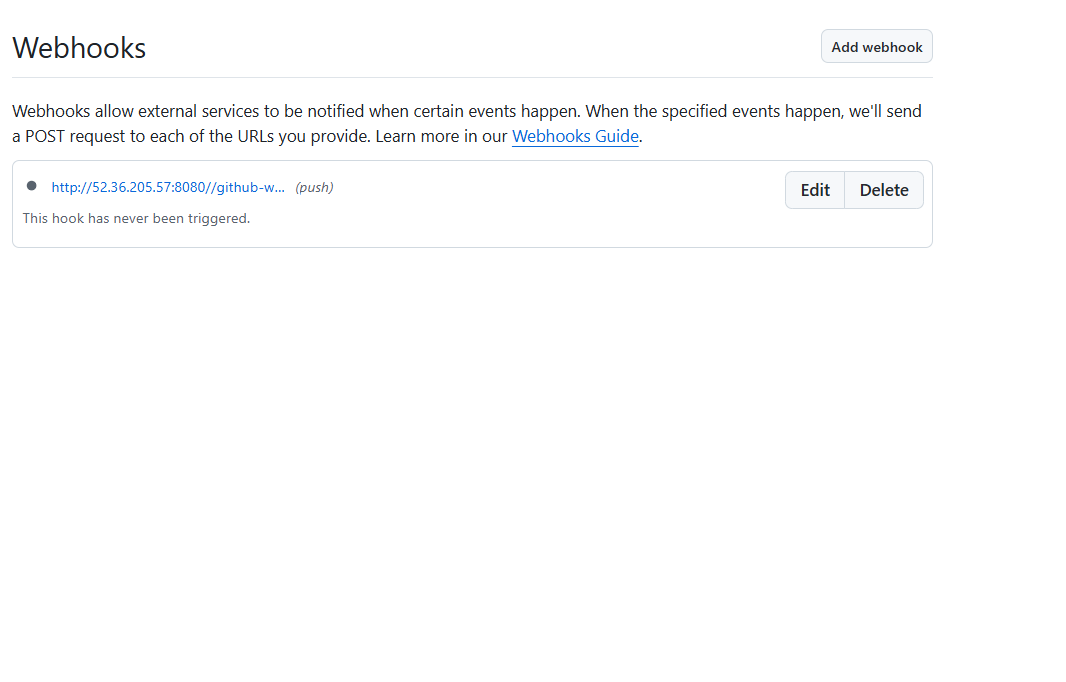 Webhooks
Add webhook
Webhooks allow external services to be notified when certain events happen. When the specified events happen, we'll send
a POST request to each of the URLs you provide. Learn more in our Webhooks Guide.
http://52.36.205.57:8080//github-w... (push)
Edit
Delete
This hook has never been triggered.